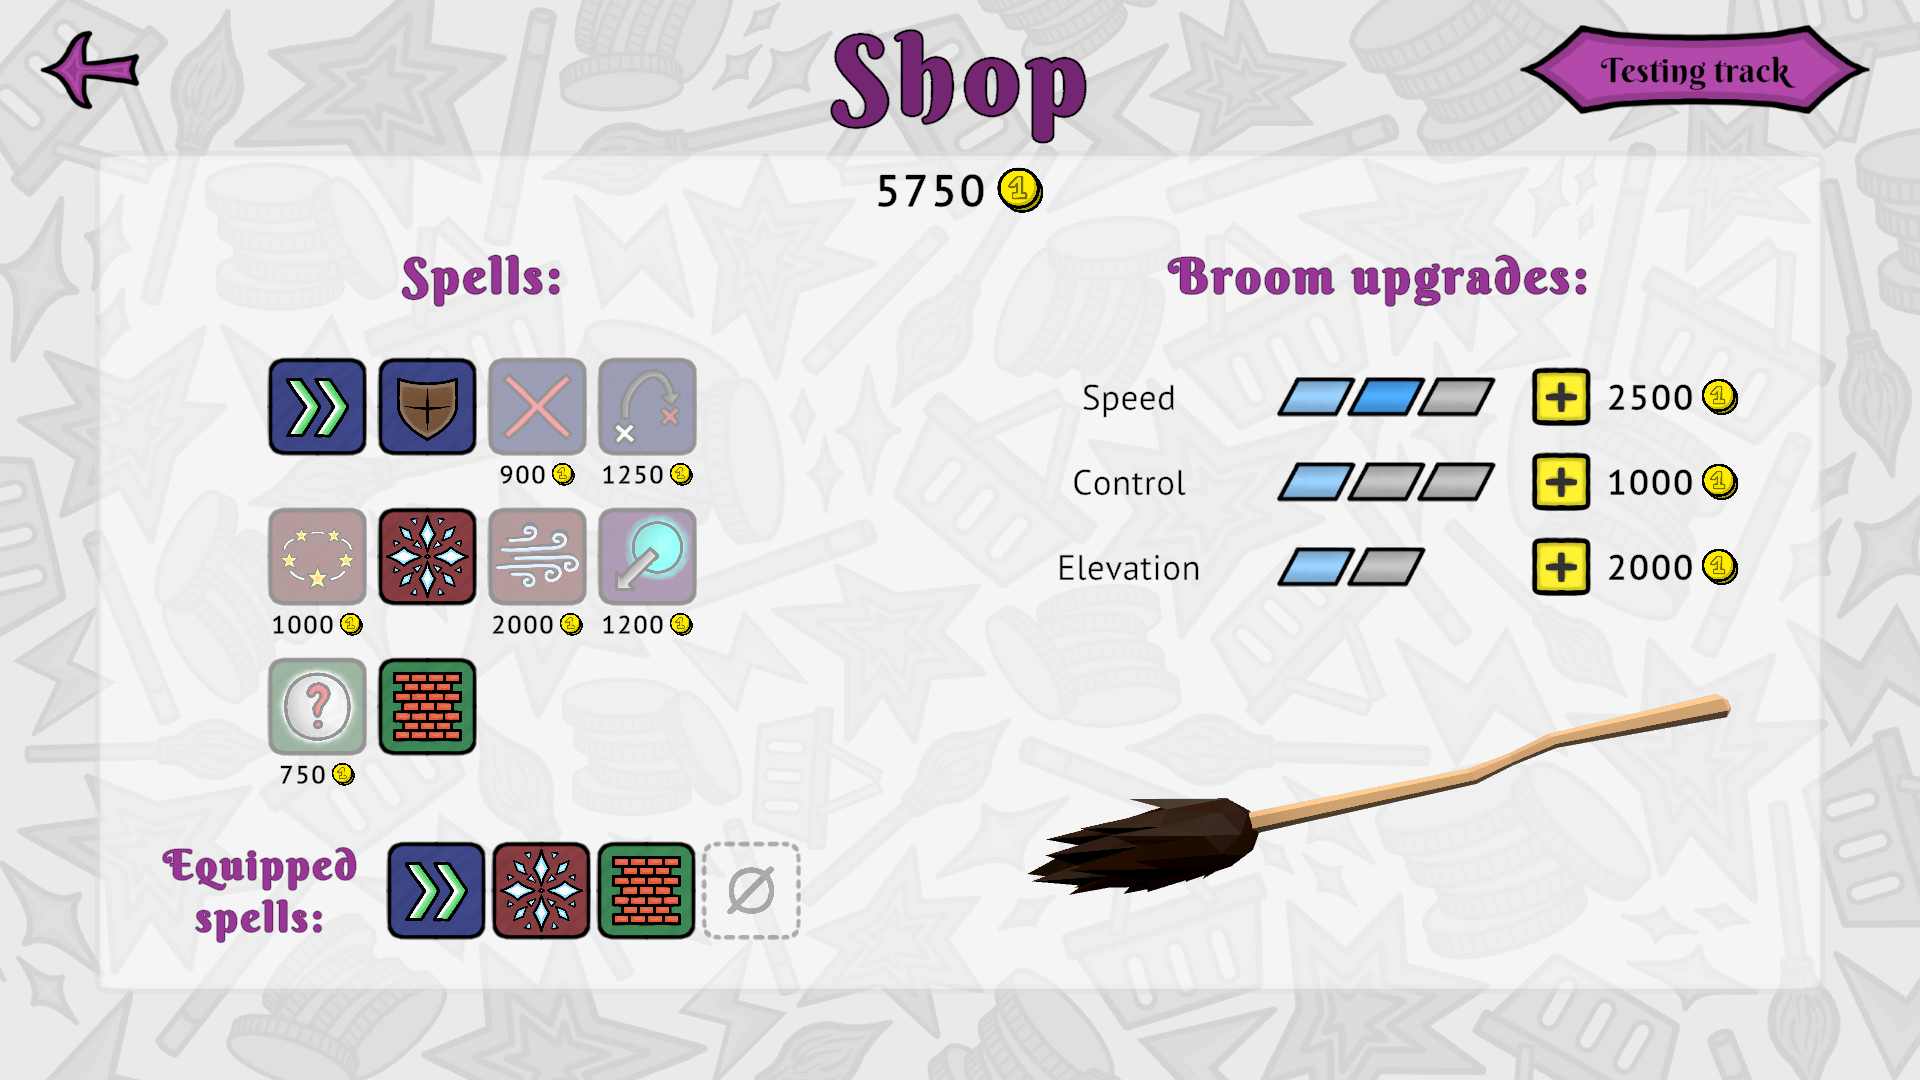 Shop
Testing track
5750
Spells:
Broom upgrades:
Speed
2500
900
1250
Control
1000
Elevation
2000
1000
2000
1200
?
750
Equipped
spells: